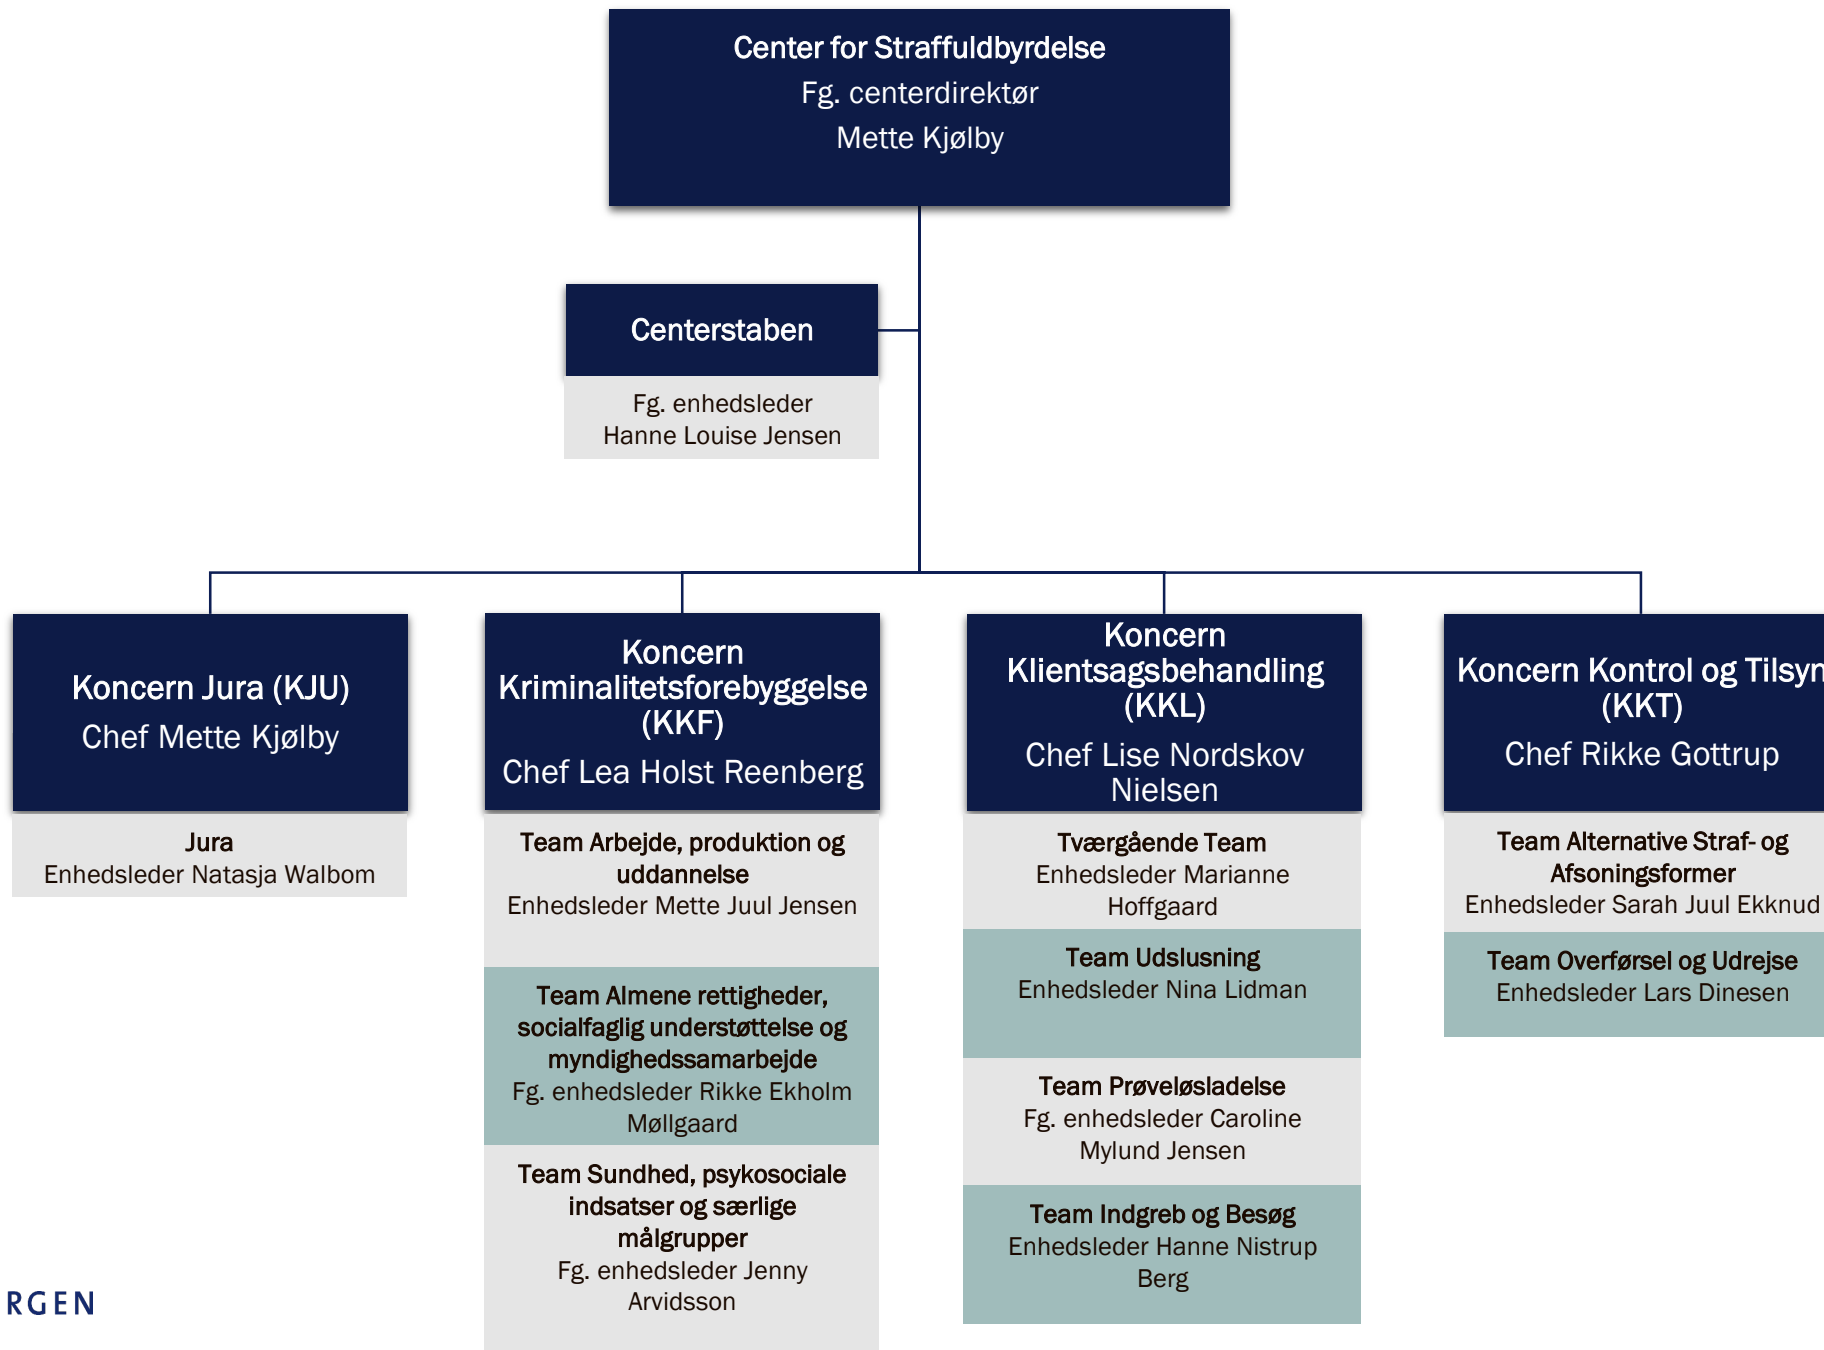 Center for Straffuldbyrdelse
Fg. centerdirektør
Mette Kjølby
Centerstaben
Fg. enhedsleder
Hanne Louise Jensen
Koncern Jura (KJU)
Chef Mette Kjølby
Jura
Enhedsleder Natasja Walbom
Koncern
Kriminalitetsforebyggelse
(KKF)
Chef Lea Holst Reenberg
Team Arbejde, produktion og
uddannelse
Enhedsleder Mette Juul Jensen
Team Almene rettigheder,
socialfaglig understøttelse og
myndighedssamarbejde
Fg. enhedsleder Rikke Ekholm
Møllgaard
Team Sundhed, psykosociale
indsatser og særlige
målgrupper
Fg. enhedsleder Jenny
Arvidsson
Koncern
Klientsagsbehandling
(KKL)
Chef Lise Nordskov
Nielsen
Tværgående Team
Enhedsleder Marianne
Hoffgaard
Team Udslusning
Enhedsleder Nina Lidman
Team Prøveløsladelse
Fg. enhedsleder Caroline
Mylund Jensen
Team Indgreb og Besøg
Enhedsleder Hanne Nistrup
Berg
Koncern Kontrol og Tilsyn
(KKT)
Chef Rikke Gottrup
Team Alternative Straf- og
Afsoningsformer
Enhedsleder Sarah Juul Ekknud
Team Overførsel og Udrejse
Enhedsleder Lars Dinesen
RGEN